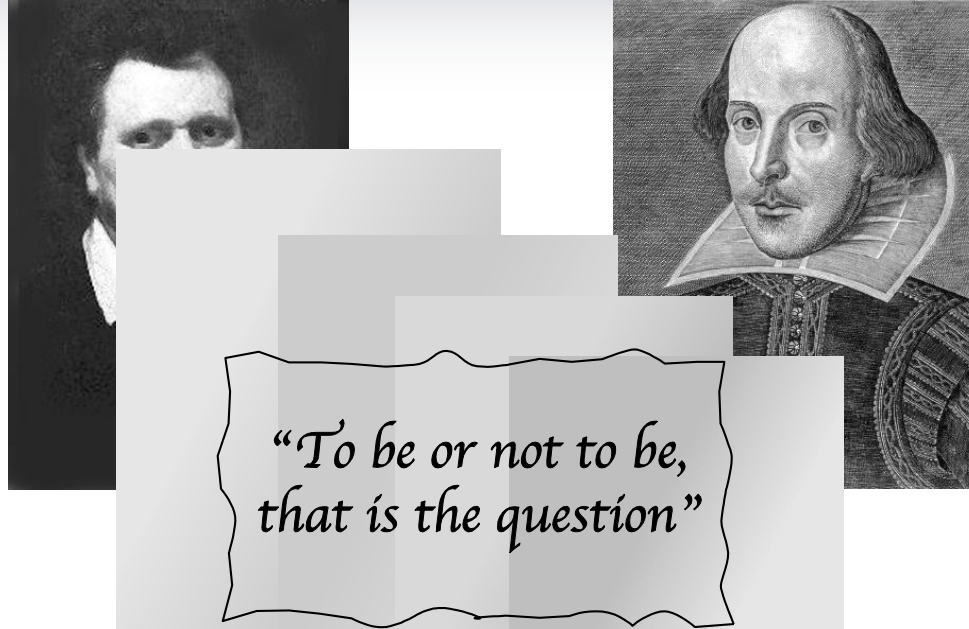 “To be or not to be,
that is the question”